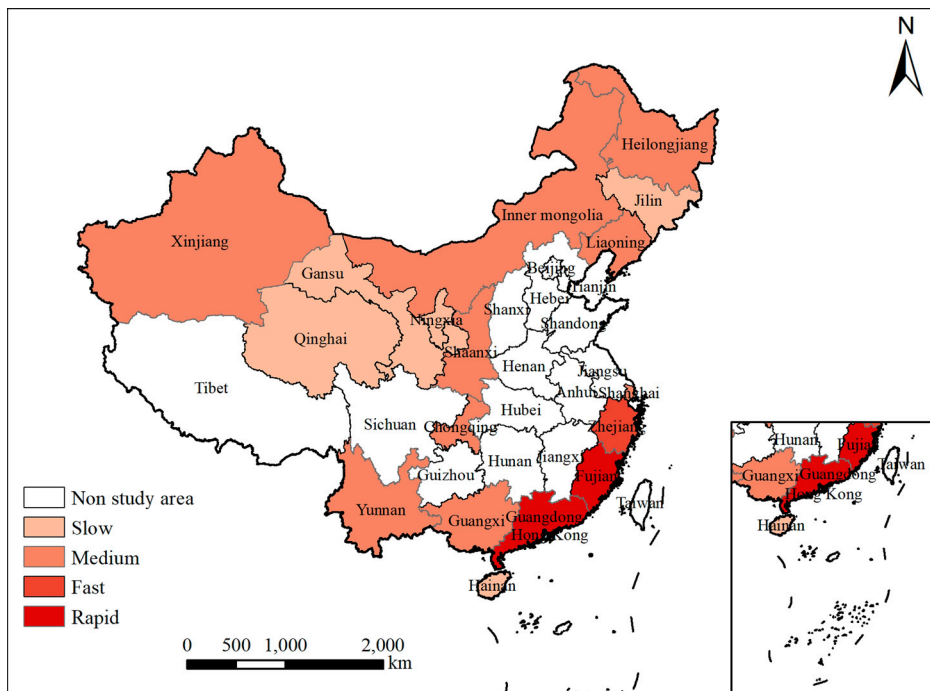 N
Heilongjiang
Jilin
Inner mongolia
Liaoning
Xinjiang
Beijing
Tianjin
Gansu
Hebei
Shanxi
Ningxia
Shandong
Qinghai
Shaanxi
Henan
Jiangsu
Tibet
Anhui
Shanghai
Hubei
Sichuan
Chongqing
Zhejiang
Hunan
Jiangxi
Guizhou
Fujian
Taiwan
Yunnan
Guangxi
Guangdong
Hong Kong
Hainan
Non study area
Slow
Medium
Fast
Rapid
0 500 1,000 2,000
km
Hunan
Fujian
Taiwan
Guangxi
Guangdong
Hong Kong
Hainan